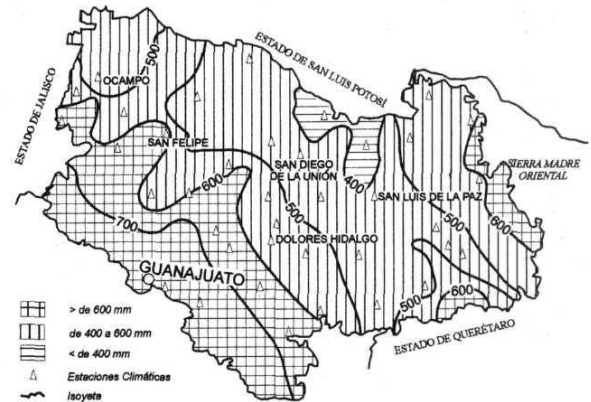 ESTADO DE SAN LUIS POTOSÍ
500
OCAMPO
ESTADO DE JALISCO
SAN FELIPE
SAN DIEGO
DE LA UNIÓN
400
SIERRA MADRE
ORIENTAL
600
SAN LUIS DE LA PAZ
500
500
600
700
DOLORES HIDALGO
GUANAJUATO
500
600
ESTADO DE QUERÉTARO
> de 600 mm
de 400 a 600 mm
< de 400 mm
Estaciones Climáticas
Isoyeta